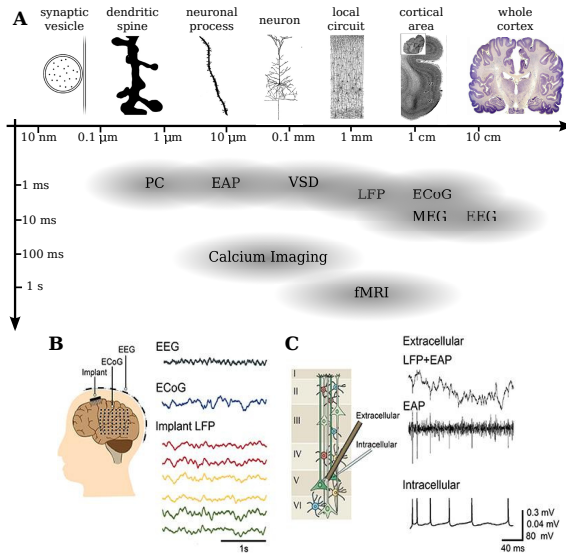 A
synaptic vesicle
dendritic spine
neuronal process
neuron
local circuit
cortical area
whole cortex
10 nm 0.1 μm 1 μm 10 μm 0.1 mm 1 mm 1 cm 10 cm
1 ms
10 ms
100 ms
1 s
PC EAP VSD LFP ECoG
MEG EEG
Calcium Imaging
fMRI
B
EEG
ECoG
Implant
EEG
ECoG
Implant LFP
1s
C
I
II
III
IV
V
VI
Extracellular
Intracellular
Extracellular
LFP+EAP
EAP
Intracellular
0.3 mV
0.04 mV
80 mV
40 ms